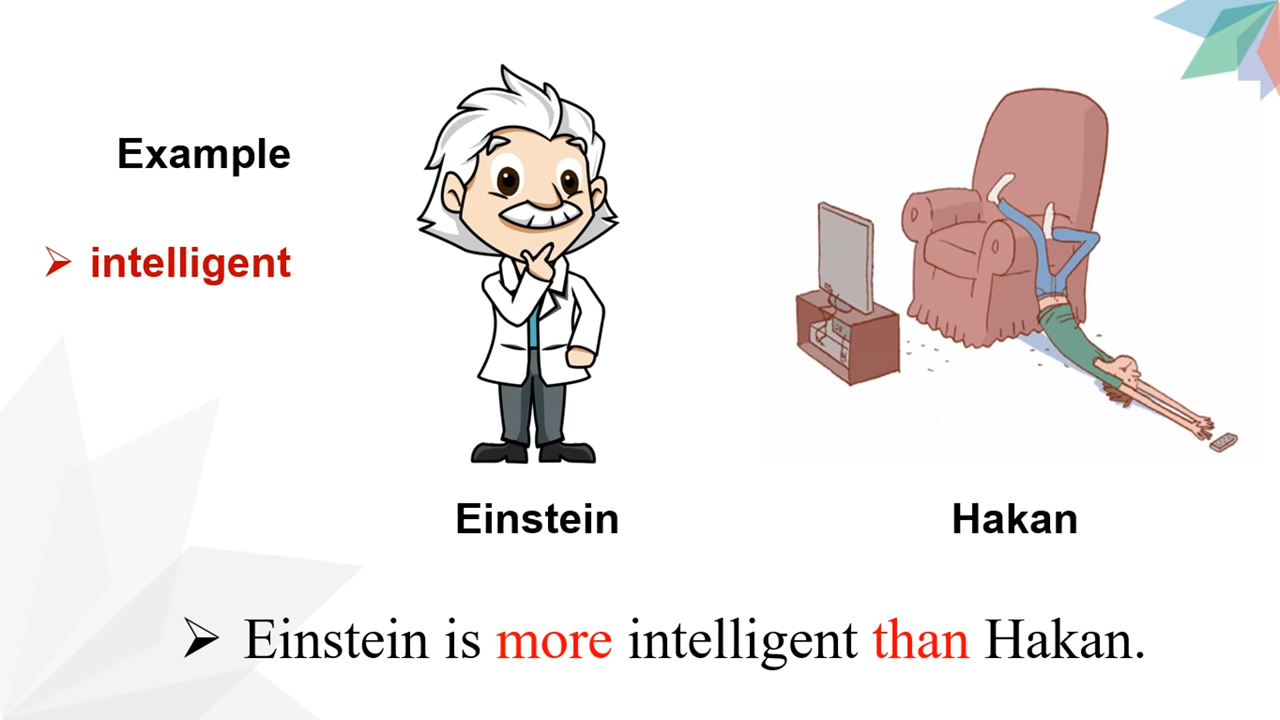 Example
➢ intelligent
Einstein
Hakan
➢ Einstein is more intelligent than Hakan.